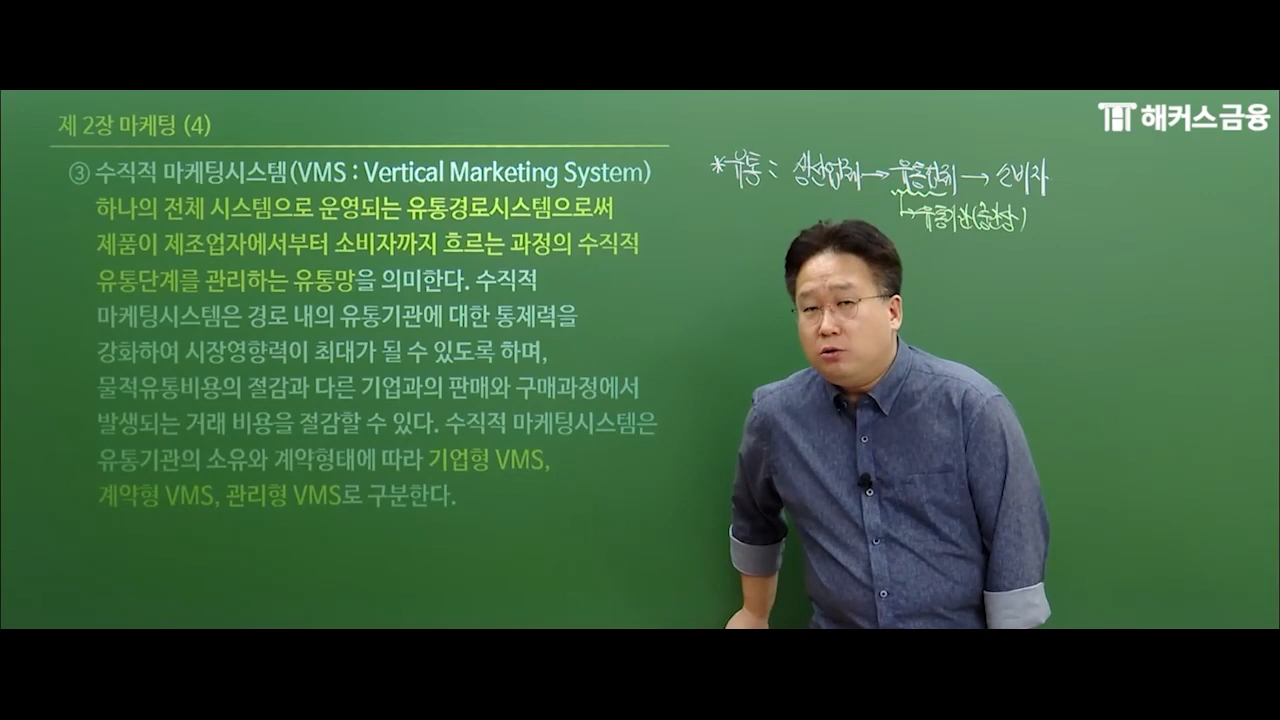 해커스금융
제 2장 마케팅 (4)
③ 수직적 마케팅시스템(VMS : Vertical Marketing System)
하나의 전체 시스템으로 운영되는 유통경로시스템으로써
제품이 제조업자에서부터 소비자까지 흐르는 과정의 수직적
유통단계를 관리하는 유통망을 의미한다. 수직적
마케팅시스템은 경로 내의 유통기관에 대한 통제력을
강화하여 시장영향력이 최대가 될 수 있도록 하며,
물적유통비용의 절감과 다른 기업과의 판매와 구매과정에서
발생되는 거래 비용을 절감할 수 있다. 수직적 마케팅시스템은
유통기관의 소유와 계약형태에 따라 기업형 VMS,
계약형 VMS, 관리형 VMS로 구분한다.
*유통: 생산업체→유통업체→소비자